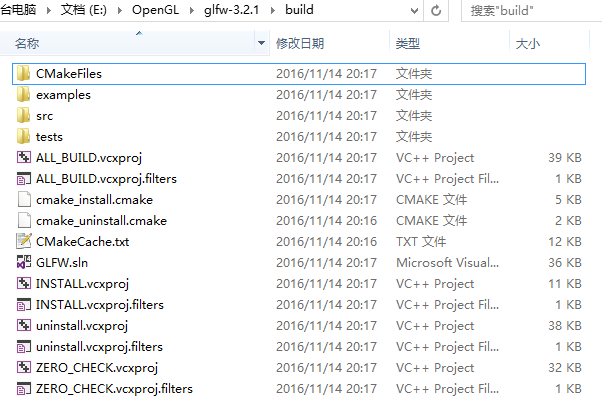 台电脑 文档 (E:) OpenGL glfw-3.2.1 build 搜索"build"
名称 修改日期 类型 大小
CMakeFiles 2016/11/14 20:17 文件夹
examples 2016/11/14 20:17 文件夹
src 2016/11/14 20:17 文件夹
tests 2016/11/14 20:17 文件夹
ALL_BUILD.vcxproj 2016/11/14 20:17 VC++ Project 39 KB
ALL_BUILD.vcxproj.filters 2016/11/14 20:17 VC++ Project Fil... 1 KB
cmake_install.cmake 2016/11/14 20:17 CMAKE 文件 5 KB
cmake_uninstall.cmake 2016/11/14 20:16 CMAKE 文件 2 KB
CMakeCache.txt 2016/11/14 20:16 TXT 文件 12 KB
GLFW.sln 2016/11/14 20:17 Microsoft Visual... 36 KB
INSTALL.vcxproj 2016/11/14 20:17 VC++ Project 11 KB
INSTALL.vcxproj.filters 2016/11/14 20:17 VC++ Project Fil... 1 KB
uninstall.vcxproj 2016/11/14 20:17 VC++ Project 38 KB
uninstall.vcxproj.filters 2016/11/14 20:17 VC++ Project Fil... 1 KB
ZERO_CHECK.vcxproj 2016/11/14 20:17 VC++ Project 32 KB
ZERO_CHECK.vcxproj.filters 2016/11/14 20:17 VC++ Project Fil... 1 KB